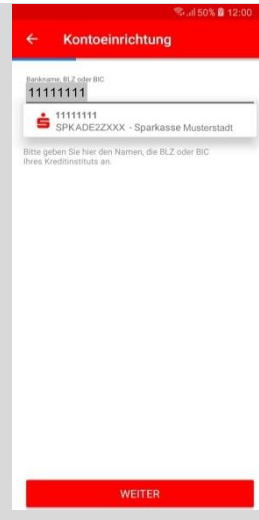 50% 12:00
Kontoeinrichtung
Bankname, BLZ oder BIC
11111111
11111111
SPKADE2ZXXX - Sparkasse Musterstadt
Bitte geben Sie hier den Namen, die BLZ oder BIC
Ihres Kreditinstituts an.
WEITER